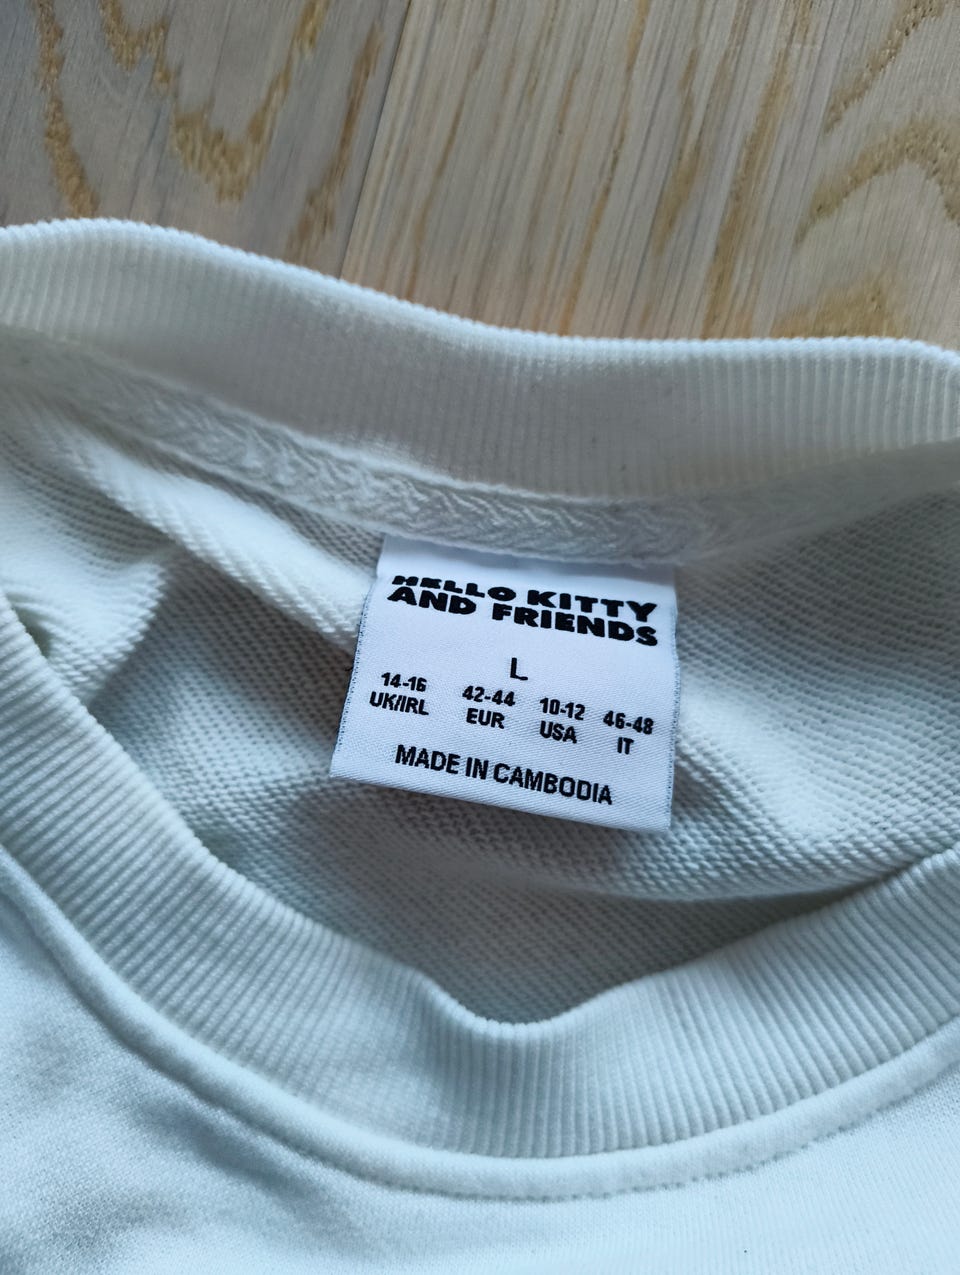 HELLO KITTY
AND FRIENDS
L
14-16 42-44 10-12 46-48
UK/IRL EUR USA IT
MADE IN CAMBODIA